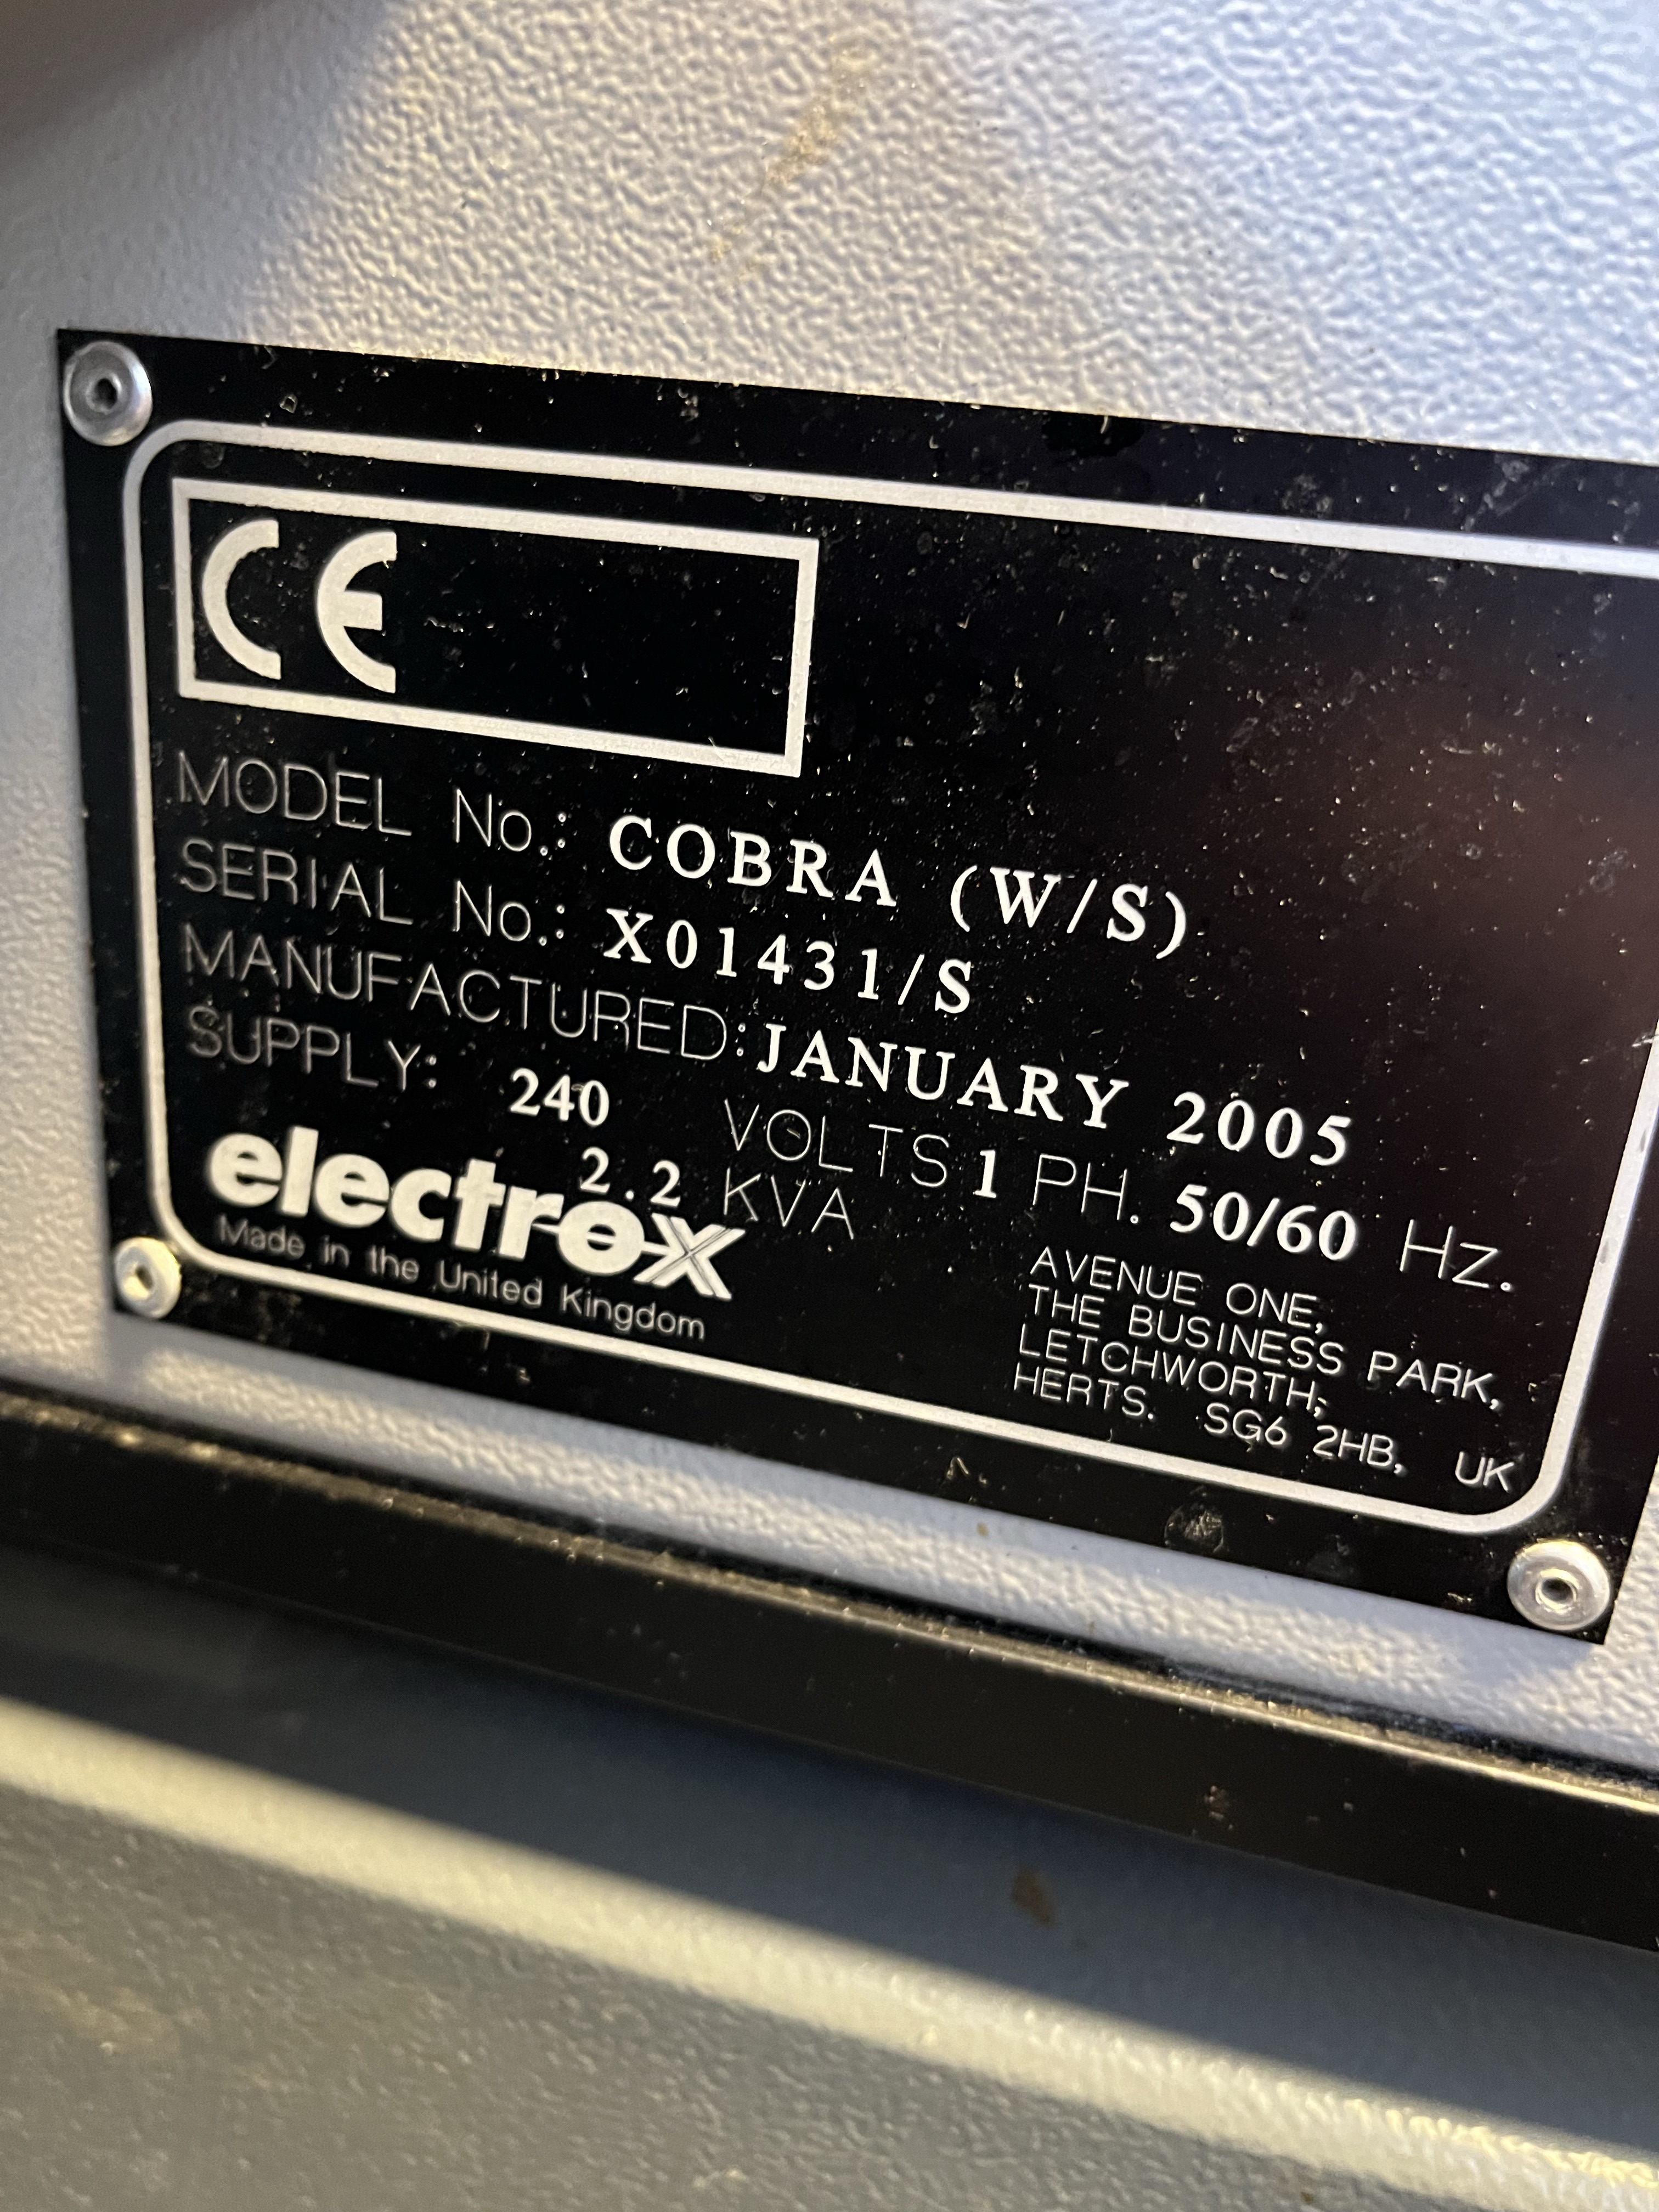 CE
MODEL No.: COBRA (W/S)
SERIAL No.: X01431/S
MANUFACTURED: JANUARY 2005
SUPPLY: 240 VOLTS 1 PH. 50/60 Hz.
2.2 KVA
electrox
Made in the United Kingdom
AVENUE ONE,
THE BUSINESS PARK,
LETCHWORTH,
HERTS. SG6 2HB, UK